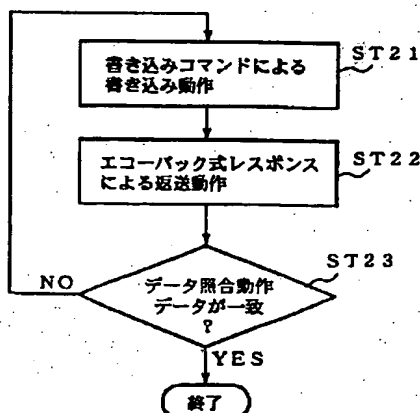 書き込みコマンドによる
書き込み動作
ST21
エコーバック式レスポンス
による返送動作
ST22
データ照合動作
データが一致
?
ST23
NO
YES
終了